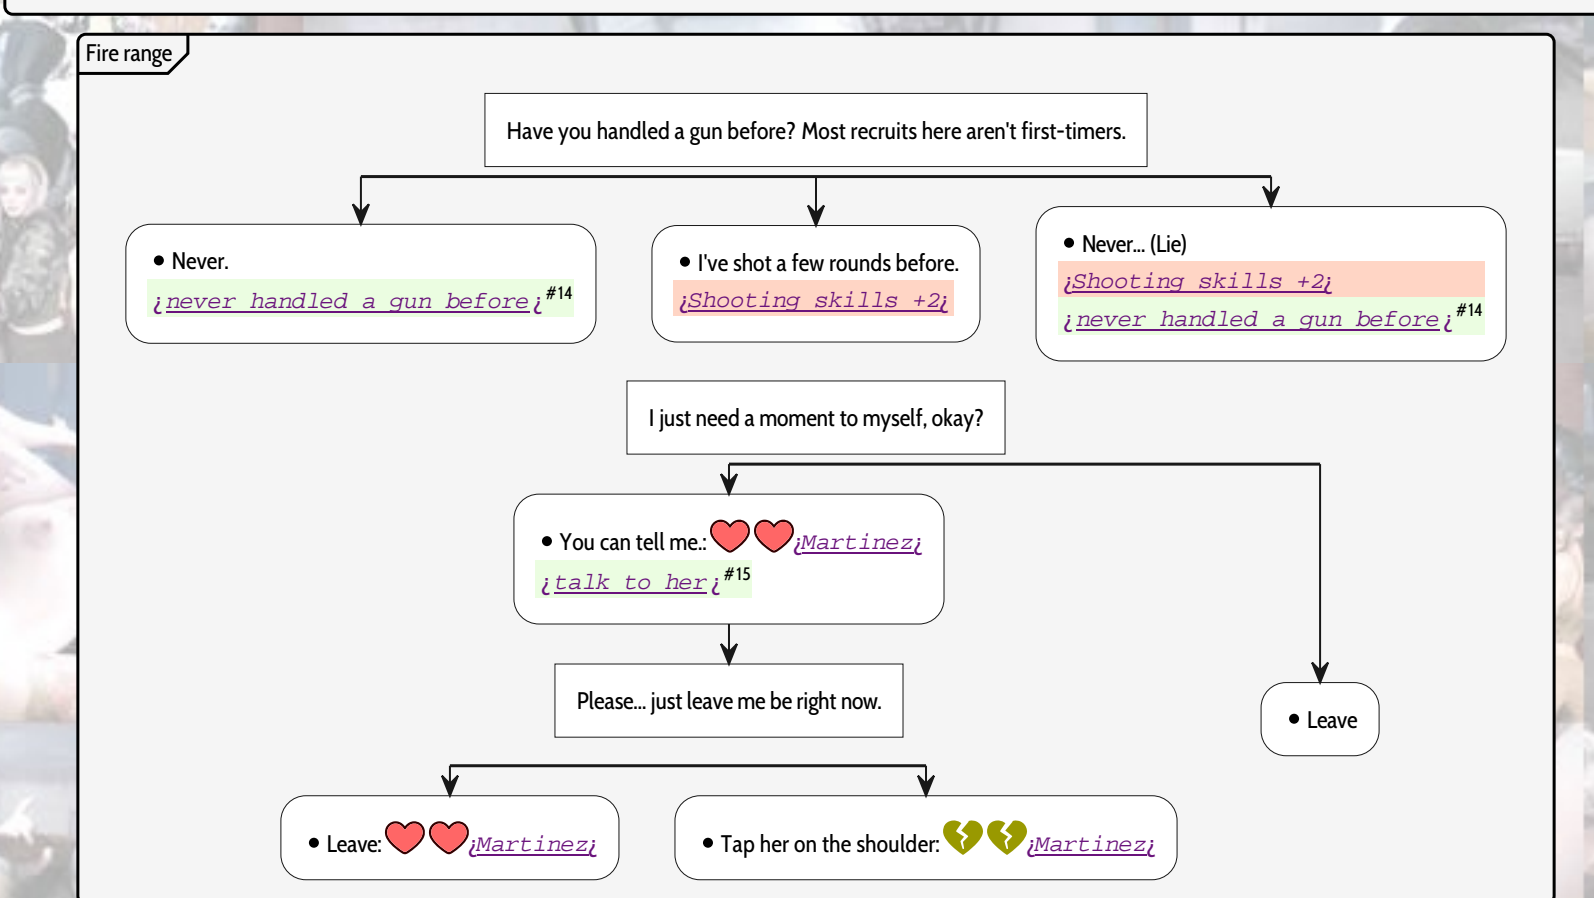 Fire range
Have you handled a gun before? Most recruits here aren't first-timers.
• Never.
¿never handled a gun before¿#14
• I've shot a few rounds before.
¿Shooting skills +2¿
• Never... (Lie)
¿Shooting skills +2¿
¿never handled a gun before¿#14
I just need a moment to myself, okay?
• You can tell me.: ¿Martinez¿
¿talk to her¿#15
Please... just leave me be right now.
• Leave
• Leave: ¿Martinez¿
• Tap her on the shoulder: ¿Martinez¿